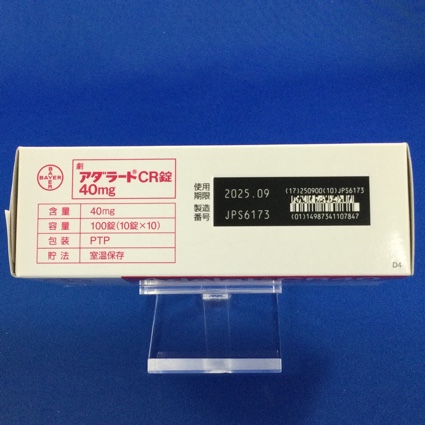 BAYER
BAYER
劇
アダラート®CR錠
40mg
含量 40mg
容量 100錠(10錠×10)
包装 PTP
貯法 室温保存
使用期限 2025.09
製造番号 JPS6173
(17)250900(10)JPS6173
(01)14987341107847
D4